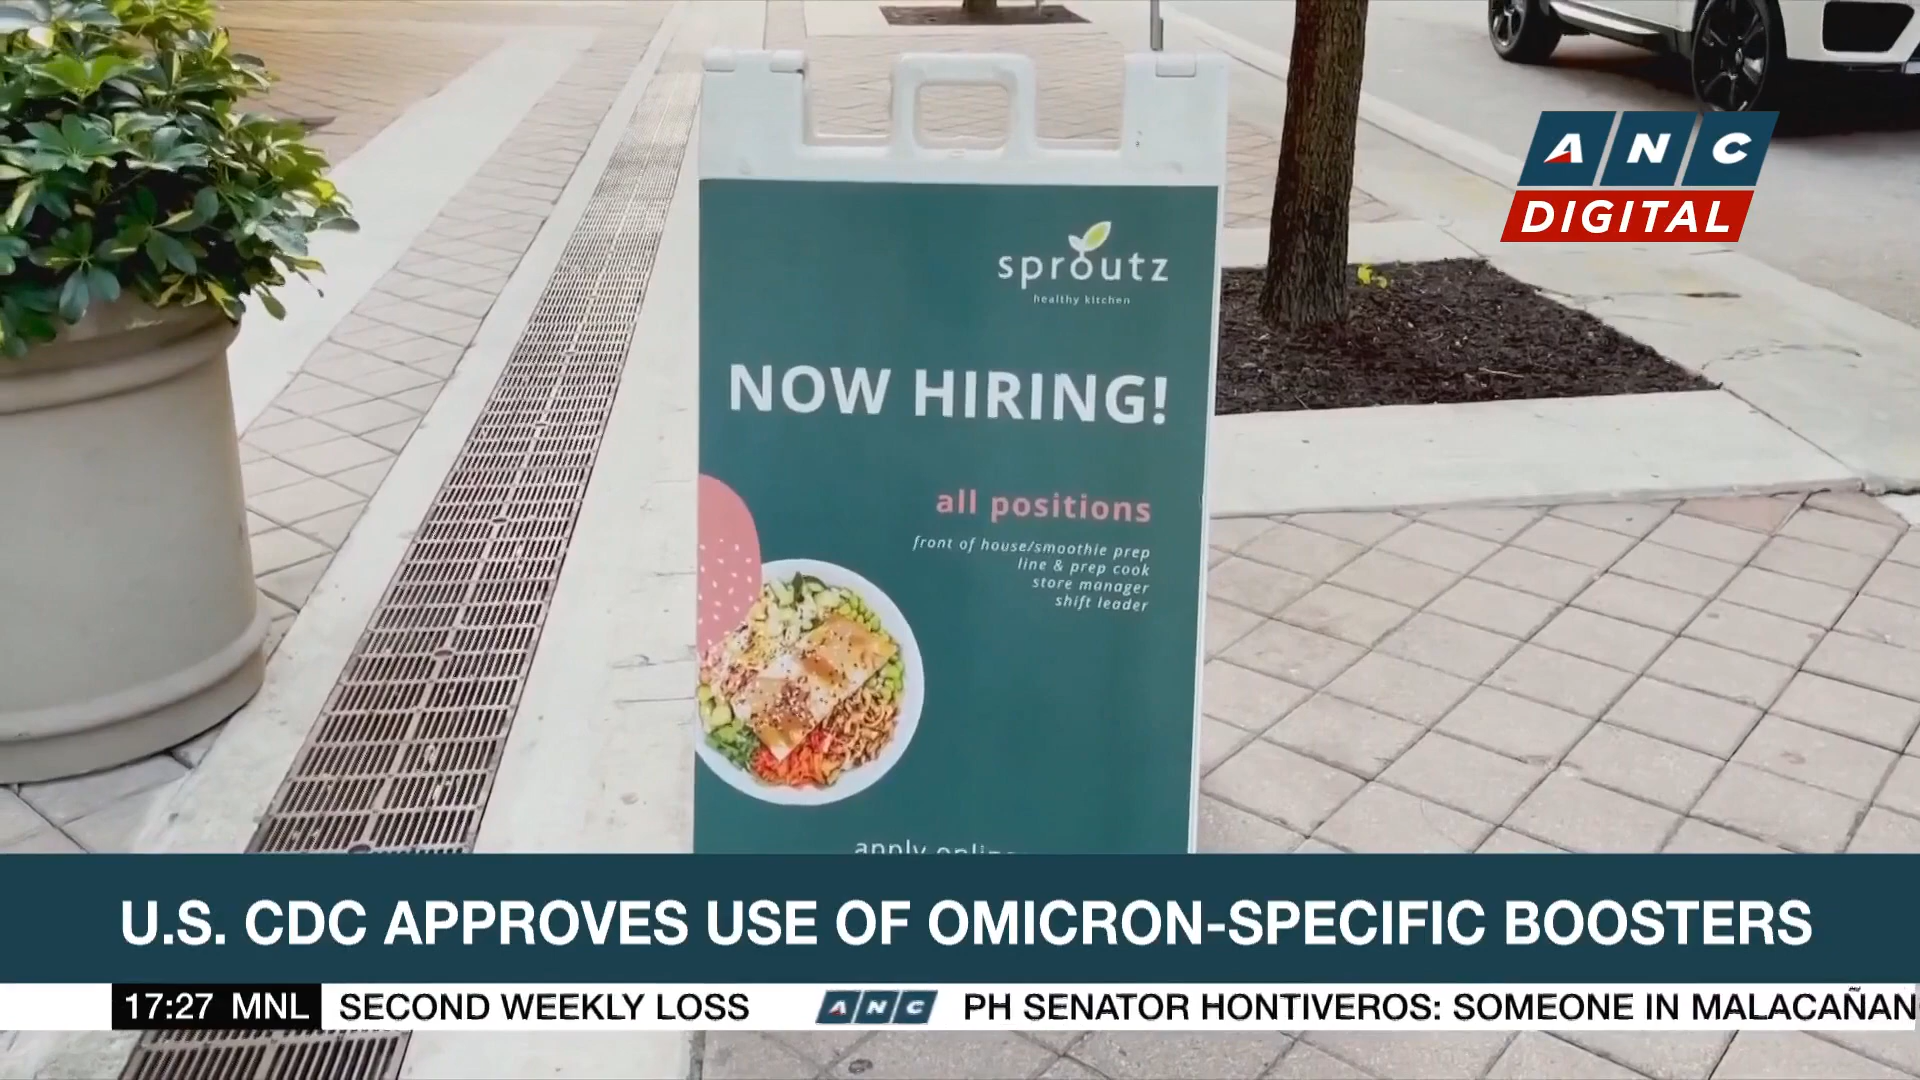 ANC
DIGITAL
sproutz
healthy kitchen
NOW HIRING!
all positions
front of house/smoothie prep
line & prep cook
store manager
shift leader
apply online
U.S. CDC APPROVES USE OF OMICRON-SPECIFIC BOOSTERS
17:27 MNL SECOND WEEKLY LOSS ANC PH SENATOR HONTIVEROS: SOMEONE IN MALACAÑAN